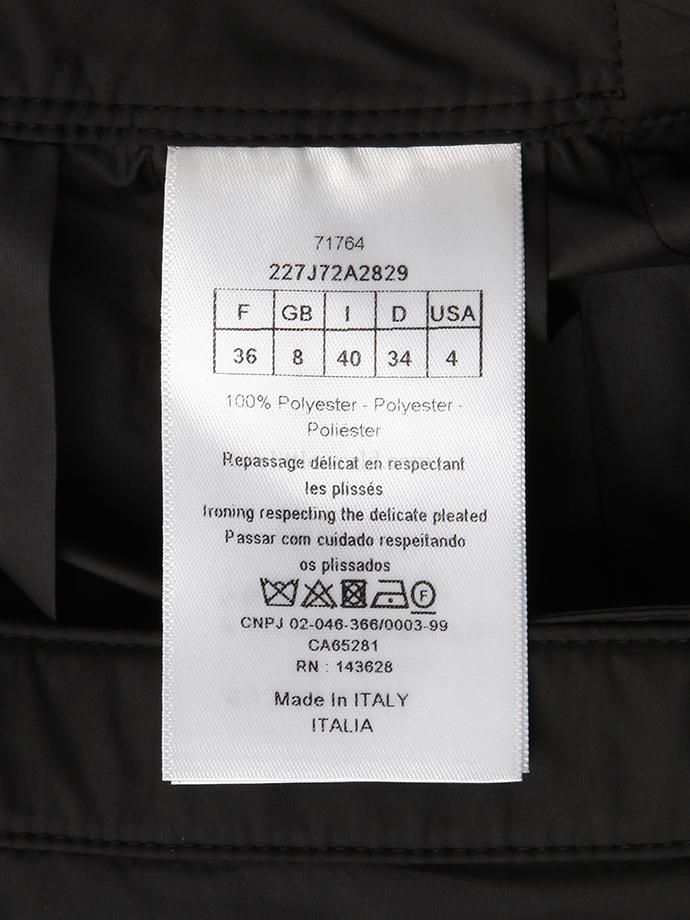 71764
227J72A2829
F GB I D USA
36 8 40 34 4
100% Polyester - Polyester -
Poliéster
Repassage délicat en respectant
les plissés
Ironing respecting the delicate pleated
Passar com cuidado respeitando
os plissados
F
CNPJ 02-046-366/0003-99
CA65281
RN : 143628
Made In ITALY
ITALIA